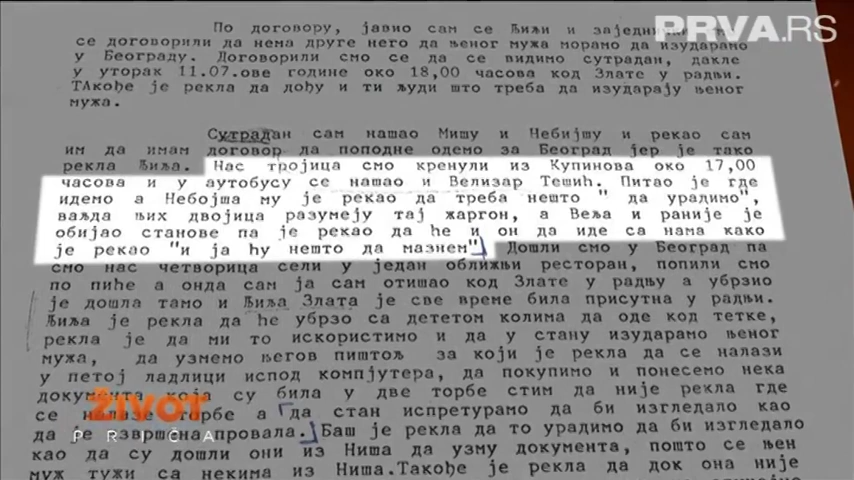 PRVA.RS
По договору, јавио сам се Љиљи и
се договорили да нема друге него да њеног мужа морамо да изударамо
у Београду. Договорили смо се да се видимо сутрадан, дакле
у уторак 11.07.ове године око 18,00 часова код Злате у радњи.
ТАкође је рекла да дођу и ти људи што треба да изударају њеног
мужа.
Сутрадан сам нашао Мишу и Небијшу и рекао сам
им да имам договор да поподне одемо за Београд јер је тако
рекла Љиља. Нас тројица смо кренули из Купинова око 17,00
часова и у аутобусу се нашао и Велизар Тешић. Питао је где
идемо а Небојша му је рекао да треба нешто " да урадимо",
ваљда њих двојица разумеју тај жаргон, а Веља и раније је
обијао станове па је рекао да ће и он да иде са нама како
је рекао "и ја ћу нешто да мазнем" Дошли смо у Београд па
смо нас четворица сели у један оближњи ресторан, попили смо
по пиће а онда сам ја сам отишао код Злате у радњу а убрзо
је дошла тамо и Љиља Злата је све време била присутна у радњи.
Љиља је рекла да ће убрзо са дететом колима да оде код тетке,
рекла је да ми то искористимо и да у стану изударамо њеног
мужа, да узмемо његов пиштољ за који је рекла да се налази
у петој ладлици испод компјутера, да покупимо и понесемо нека
документа која су била у две торбе стим да није рекла где
се налазе торбе а да стан испретурамо да би изгледало као
да је извршена провала. Баш је рекла да то урадимо да би изгледало
као да су дошли они из Ниша да узму документа, пошто се њен
муж тужи са некима из Ниша.Такође је рекла да док она није
ŽIVOT
PRIČA